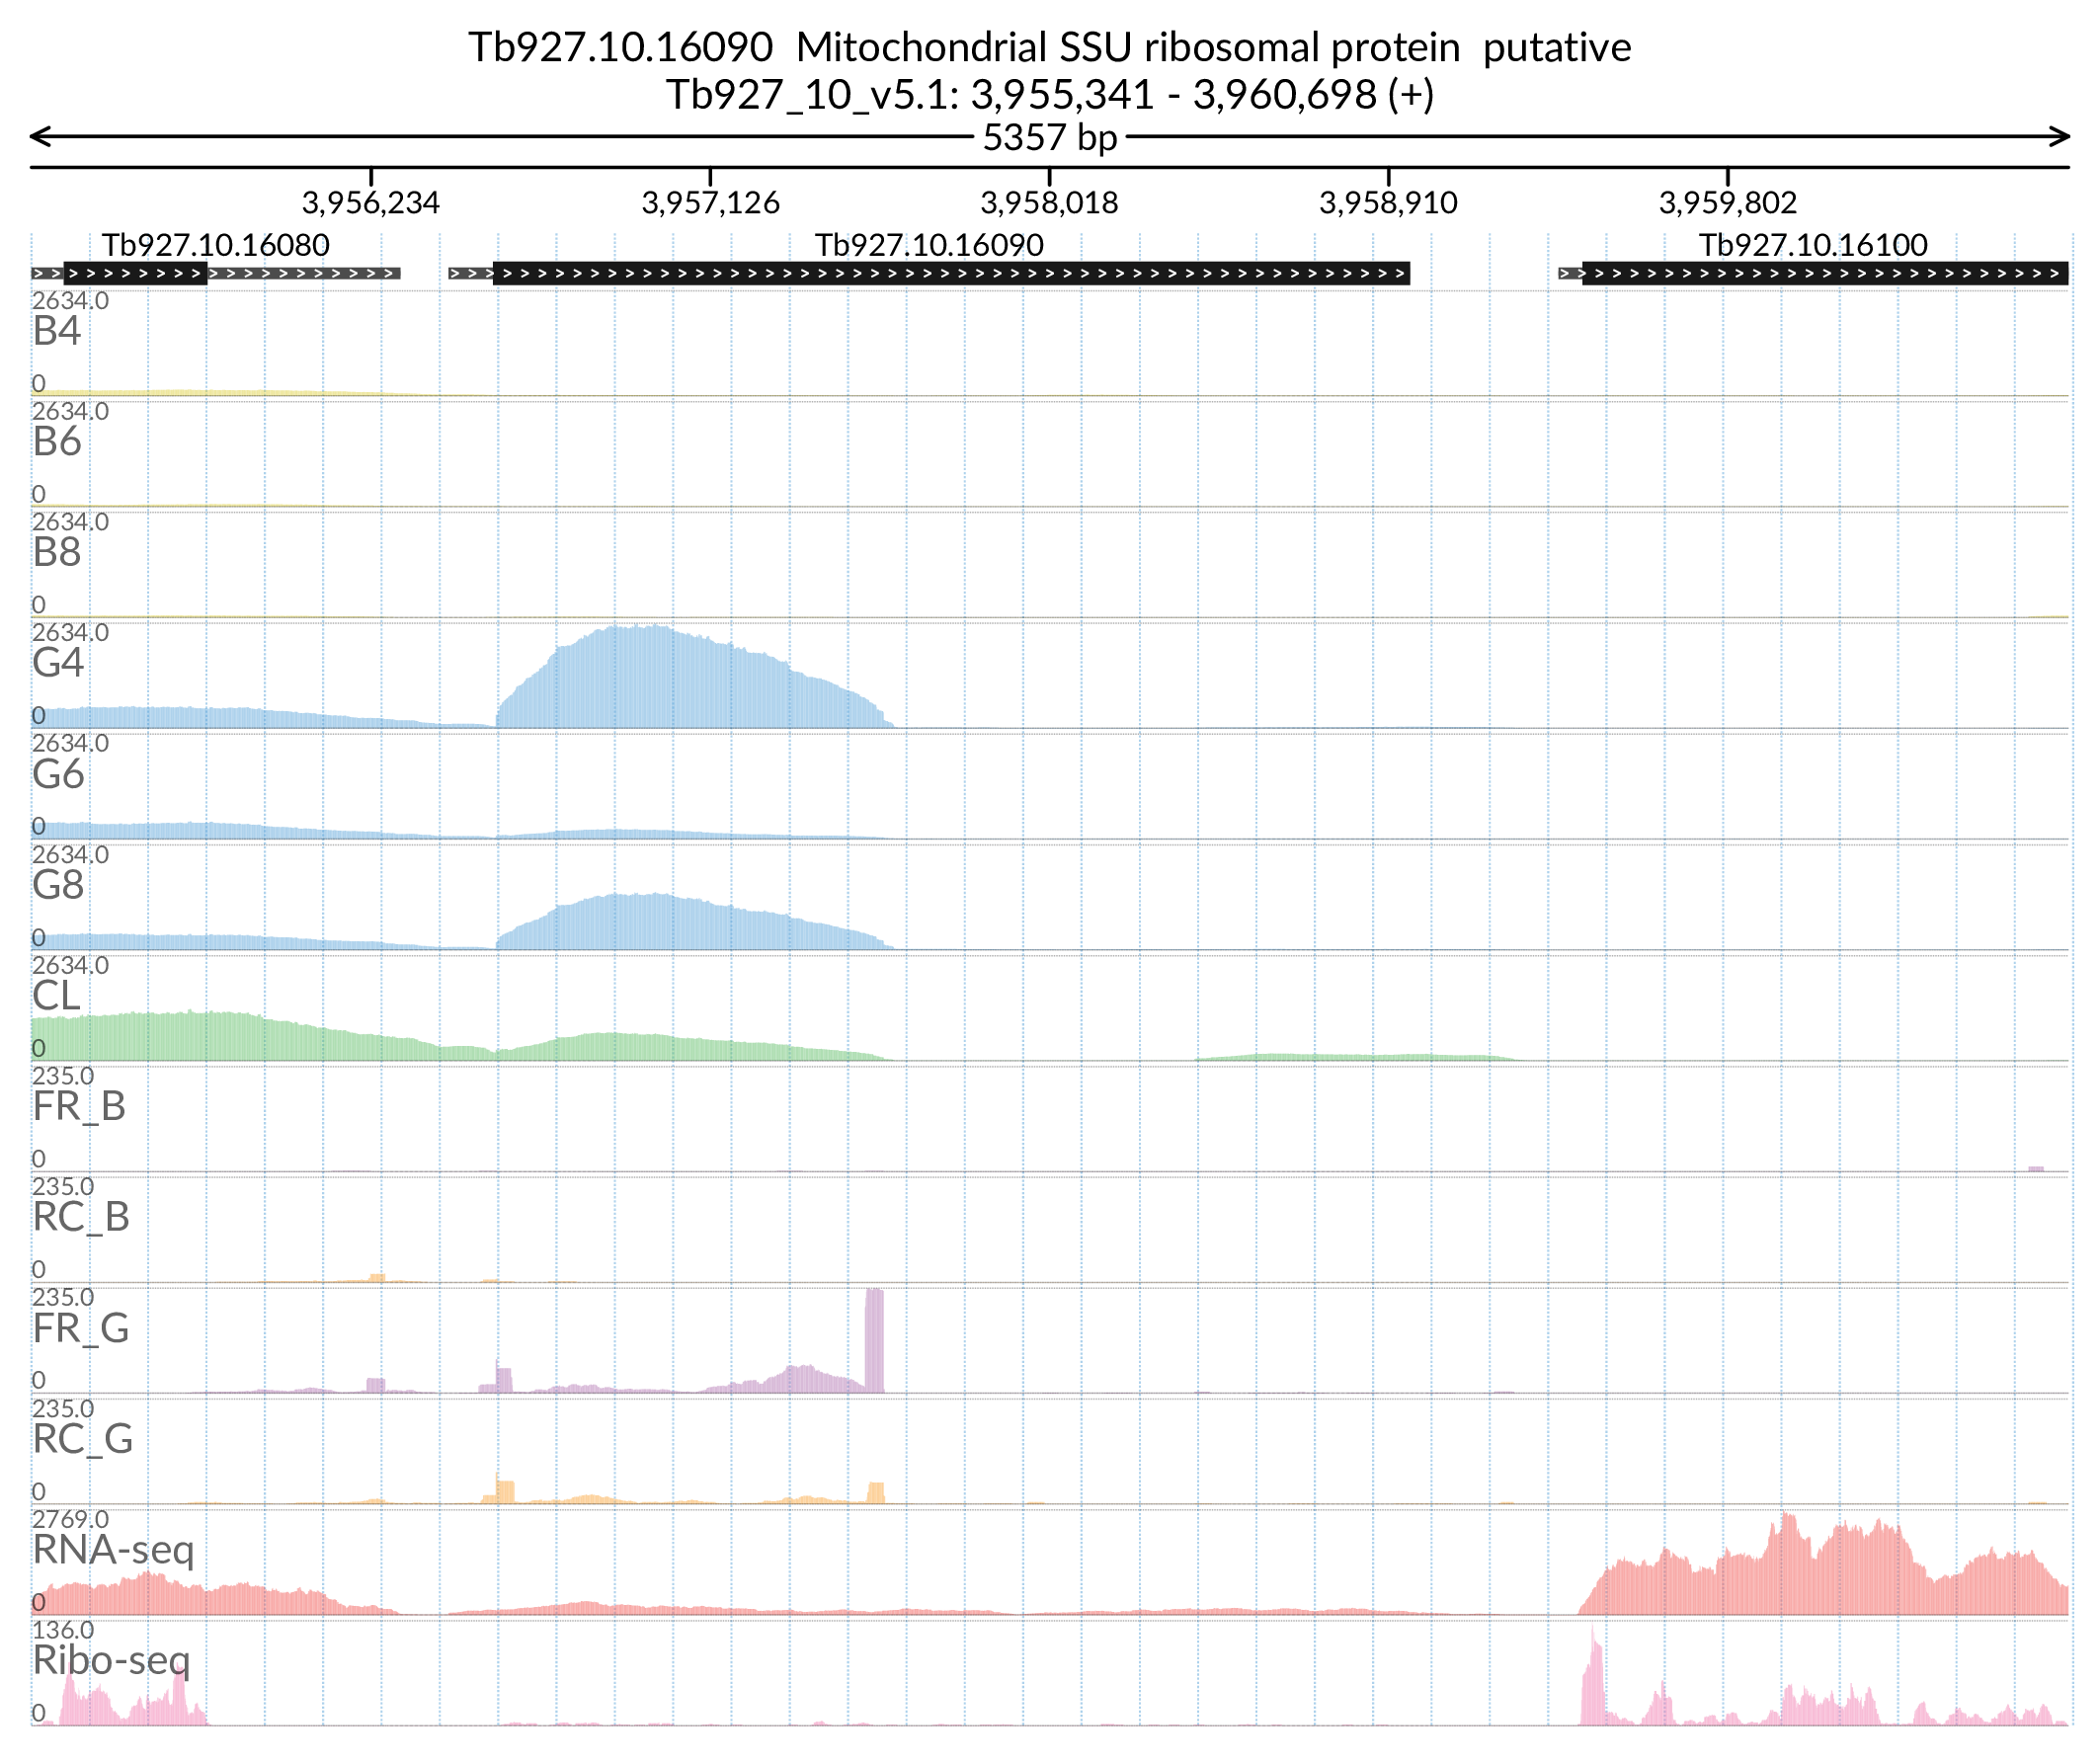 Tb927.10.16090  Mitochondrial SSU ribosomal protein  putative
Tb927_10_v5.1: 3,955,341 - 3,960,698 (+)
5357 bp
3,956,234 3,957,126 3,958,018 3,958,910 3,959,802
Tb927.10.16080 Tb927.10.16090 Tb927.10.16100
2634.0
B4
0
2634.0
B6
0
2634.0
B8
0
2634.0
G4
0
2634.0
G6
0
2634.0
G8
0
2634.0
CL
0
235.0
FR_B
0
235.0
RC_B
0
235.0
FR_G
0
235.0
RC_G
0
2769.0
RNA-seq
0
136.0
Ribo-seq
0